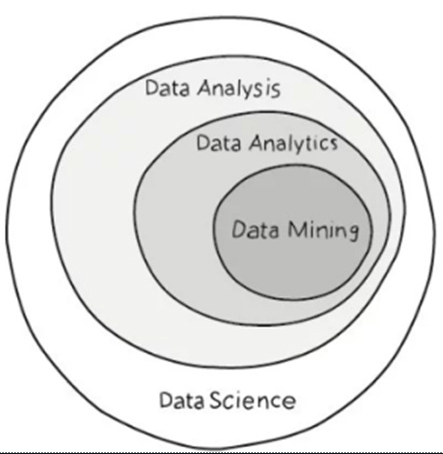 Data Analysis
Data Analytics
Data Mining
Data Science